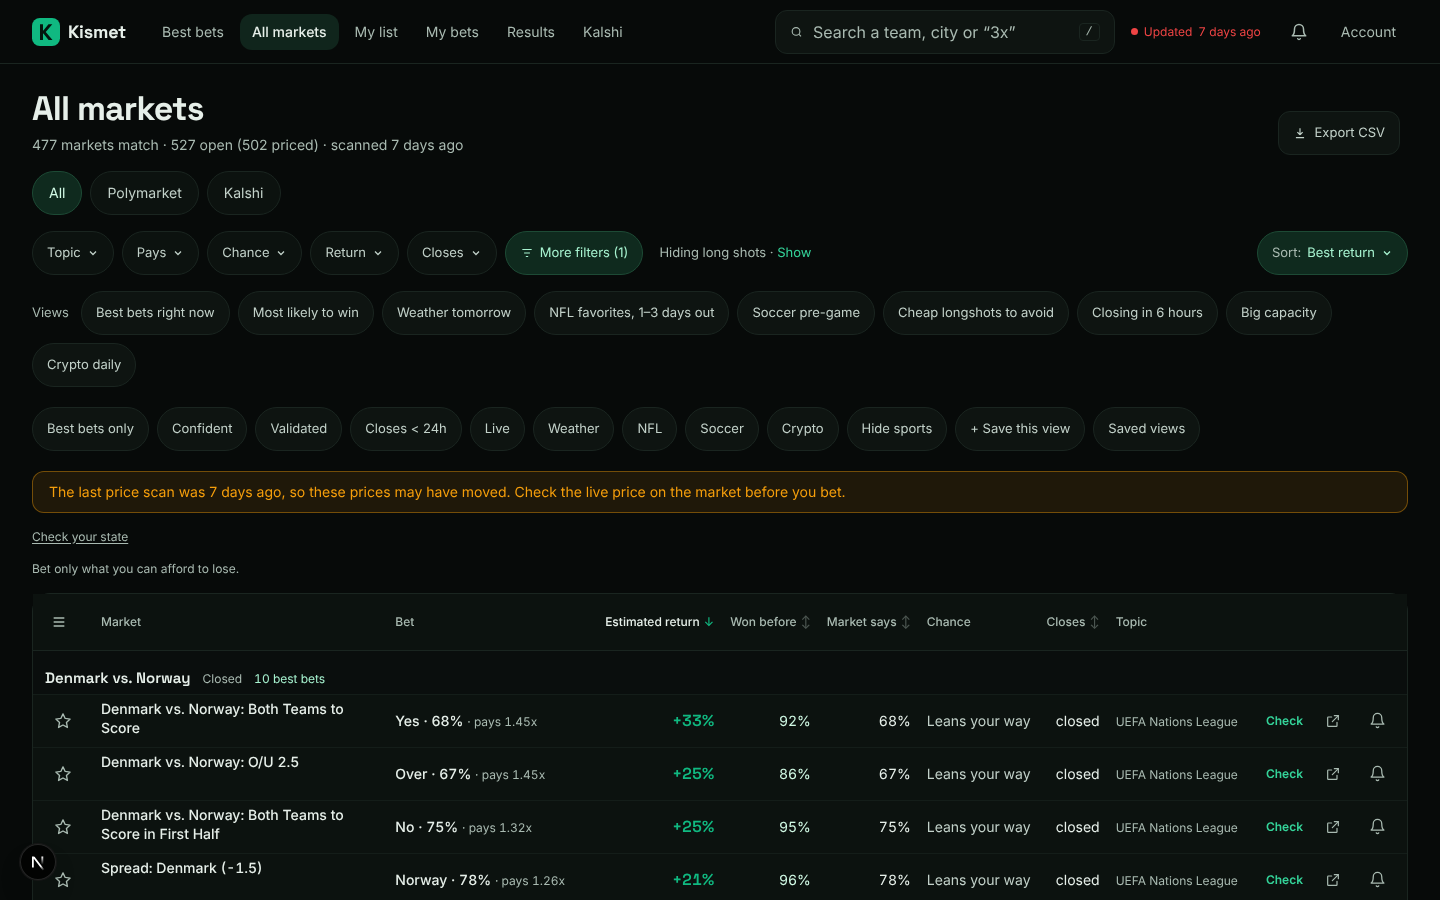 K Kismet Best bets All markets My list My bets Results Kalshi Search a team, city or “3x” / Updated 7 days ago Account
All markets
477 markets match · 527 open (502 priced) · scanned 7 days ago
Export CSV
All Polymarket Kalshi
Topic Pays Chance Return Closes More filters (1) Hiding long shots · Show Sort: Best return
Views Best bets right now Most likely to win Weather tomorrow NFL favorites, 1–3 days out Soccer pre-game Cheap longshots to avoid Closing in 6 hours Big capacity
Crypto daily
Best bets only Confident Validated Closes < 24h Live Weather NFL Soccer Crypto Hide sports + Save this view Saved views
The last price scan was 7 days ago, so these prices may have moved. Check the live price on the market before you bet.
Check your state
Bet only what you can afford to lose.
Market Bet Estimated return ↓ Won before Market says Chance Closes Topic
Denmark vs. Norway Closed 10 best bets
Denmark vs. Norway: Both Teams to
Score
Yes · 68% · pays 1.45x +33% 92% 68% Leans your way closed UEFA Nations League Check
Denmark vs. Norway: O/U 2.5
Over · 67% · pays 1.45x +25% 86% 67% Leans your way closed UEFA Nations League Check
Denmark vs. Norway: Both Teams to
Score in First Half
No · 75% · pays 1.32x +25% 95% 75% Leans your way closed UEFA Nations League Check
Spread: Denmark (-1.5)
Norway · 78% · pays 1.26x +21% 96% 78% Leans your way closed UEFA Nations League Check
N